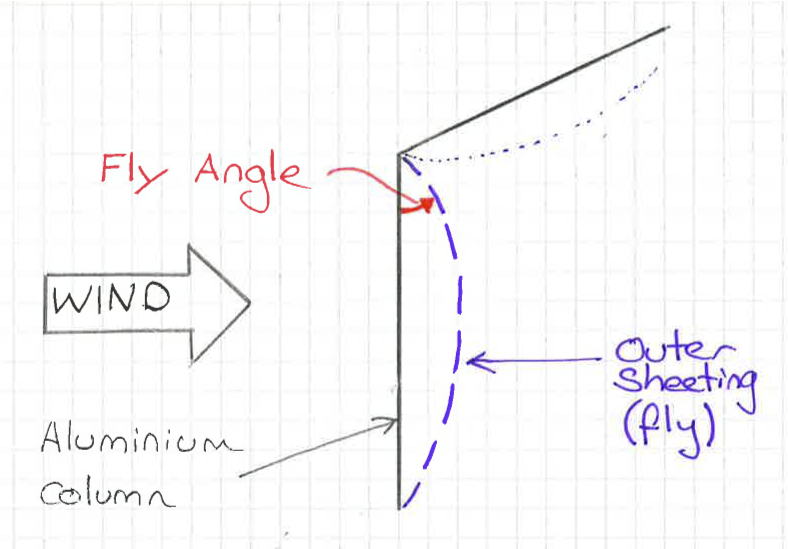 Fly Angle
WIND
Outer
Sheeting
(fly)
Aluminium
Column